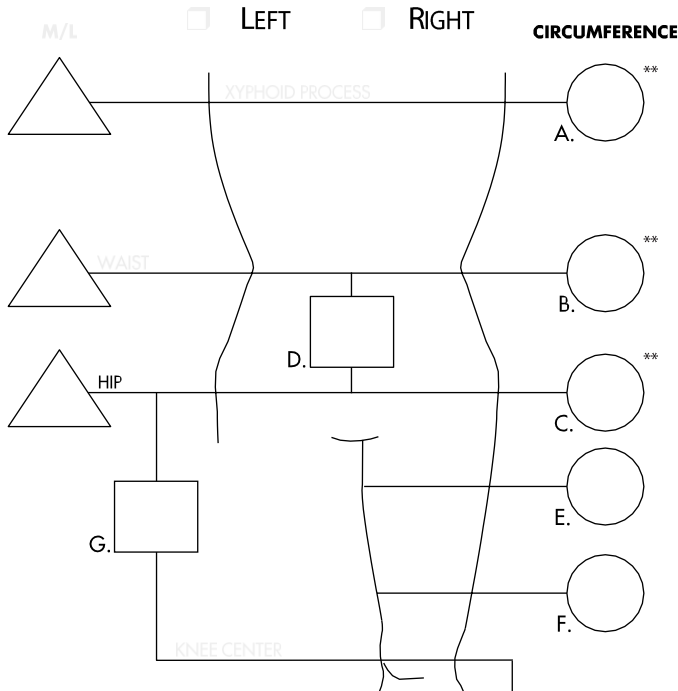 LEFT RIGHT
M/L CIRCUMFERENCE
XYPHOID PROCESS
**
A.
WAIST
**
B.
D.
HIP
**
C.
E.
G.
F.
KNEE CENTER